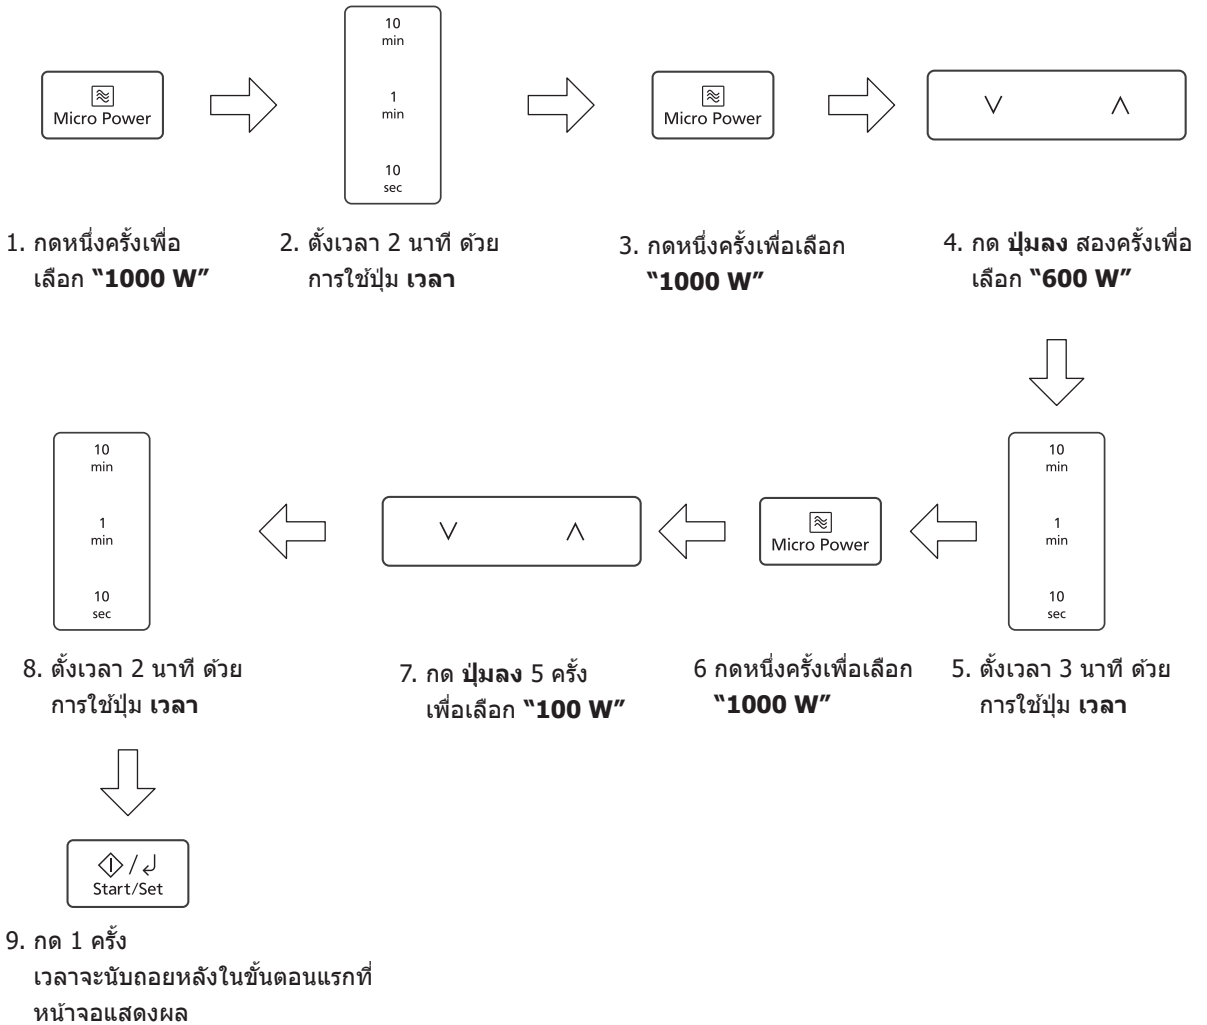 Micro Power
10
min
1
min
10
sec
Micro Power
1. กดหนึ่งครั้งเพื่อ
เลือก “1000 W”
2. ตั้งเวลา 2 นาที ด้วย
การใช้ปุ่ม เวลา
3. กดหนึ่งครั้งเพื่อเลือก
“1000 W”
4. กด ปุ่มลง สองครั้งเพื่อ
เลือก “600 W”
10
min
1
min
10
sec
Micro Power
5. ตั้งเวลา 3 นาที ด้วย
การใช้ปุ่ม เวลา
6 กดหนึ่งครั้งเพื่อเลือก
“1000 W”
7. กด ปุ่มลง 5 ครั้ง
เพื่อเลือก “100 W”
10
min
1
min
10
sec
8. ตั้งเวลา 2 นาที ด้วย
การใช้ปุ่ม เวลา
/
Start/Set
9. กด 1 ครั้ง
เวลาจะนับถอยหลังในขั้นตอนแรกที่
หน้าจอแสดงผล